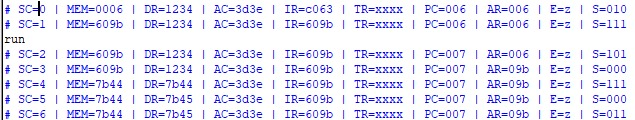 # SC=0 | MEM=0006 | DR=1234 | AC=3d3e | IR=c063 | TR=xxxx | PC=006 | AR=006 | E=z | S=010
# SC=1 | MEM=609b | DR=1234 | AC=3d3e | IR=609b | TR=xxxx | PC=006 | AR=006 | E=z | S=111
run
# SC=2 | MEM=609b | DR=1234 | AC=3d3e | IR=609b | TR=xxxx | PC=007 | AR=006 | E=z | S=101
# SC=3 | MEM=609b | DR=1234 | AC=3d3e | IR=609b | TR=xxxx | PC=007 | AR=09b | E=z | S=000
# SC=4 | MEM=7b44 | DR=1234 | AC=3d3e | IR=609b | TR=xxxx | PC=007 | AR=09b | E=z | S=111
# SC=5 | MEM=7b44 | DR=7b45 | AC=3d3e | IR=609b | TR=xxxx | PC=007 | AR=09b | E=z | S=000
# SC=6 | MEM=7b44 | DR=7b45 | AC=3d3e | IR=609b | TR=xxxx | PC=007 | AR=09b | E=z | S=011